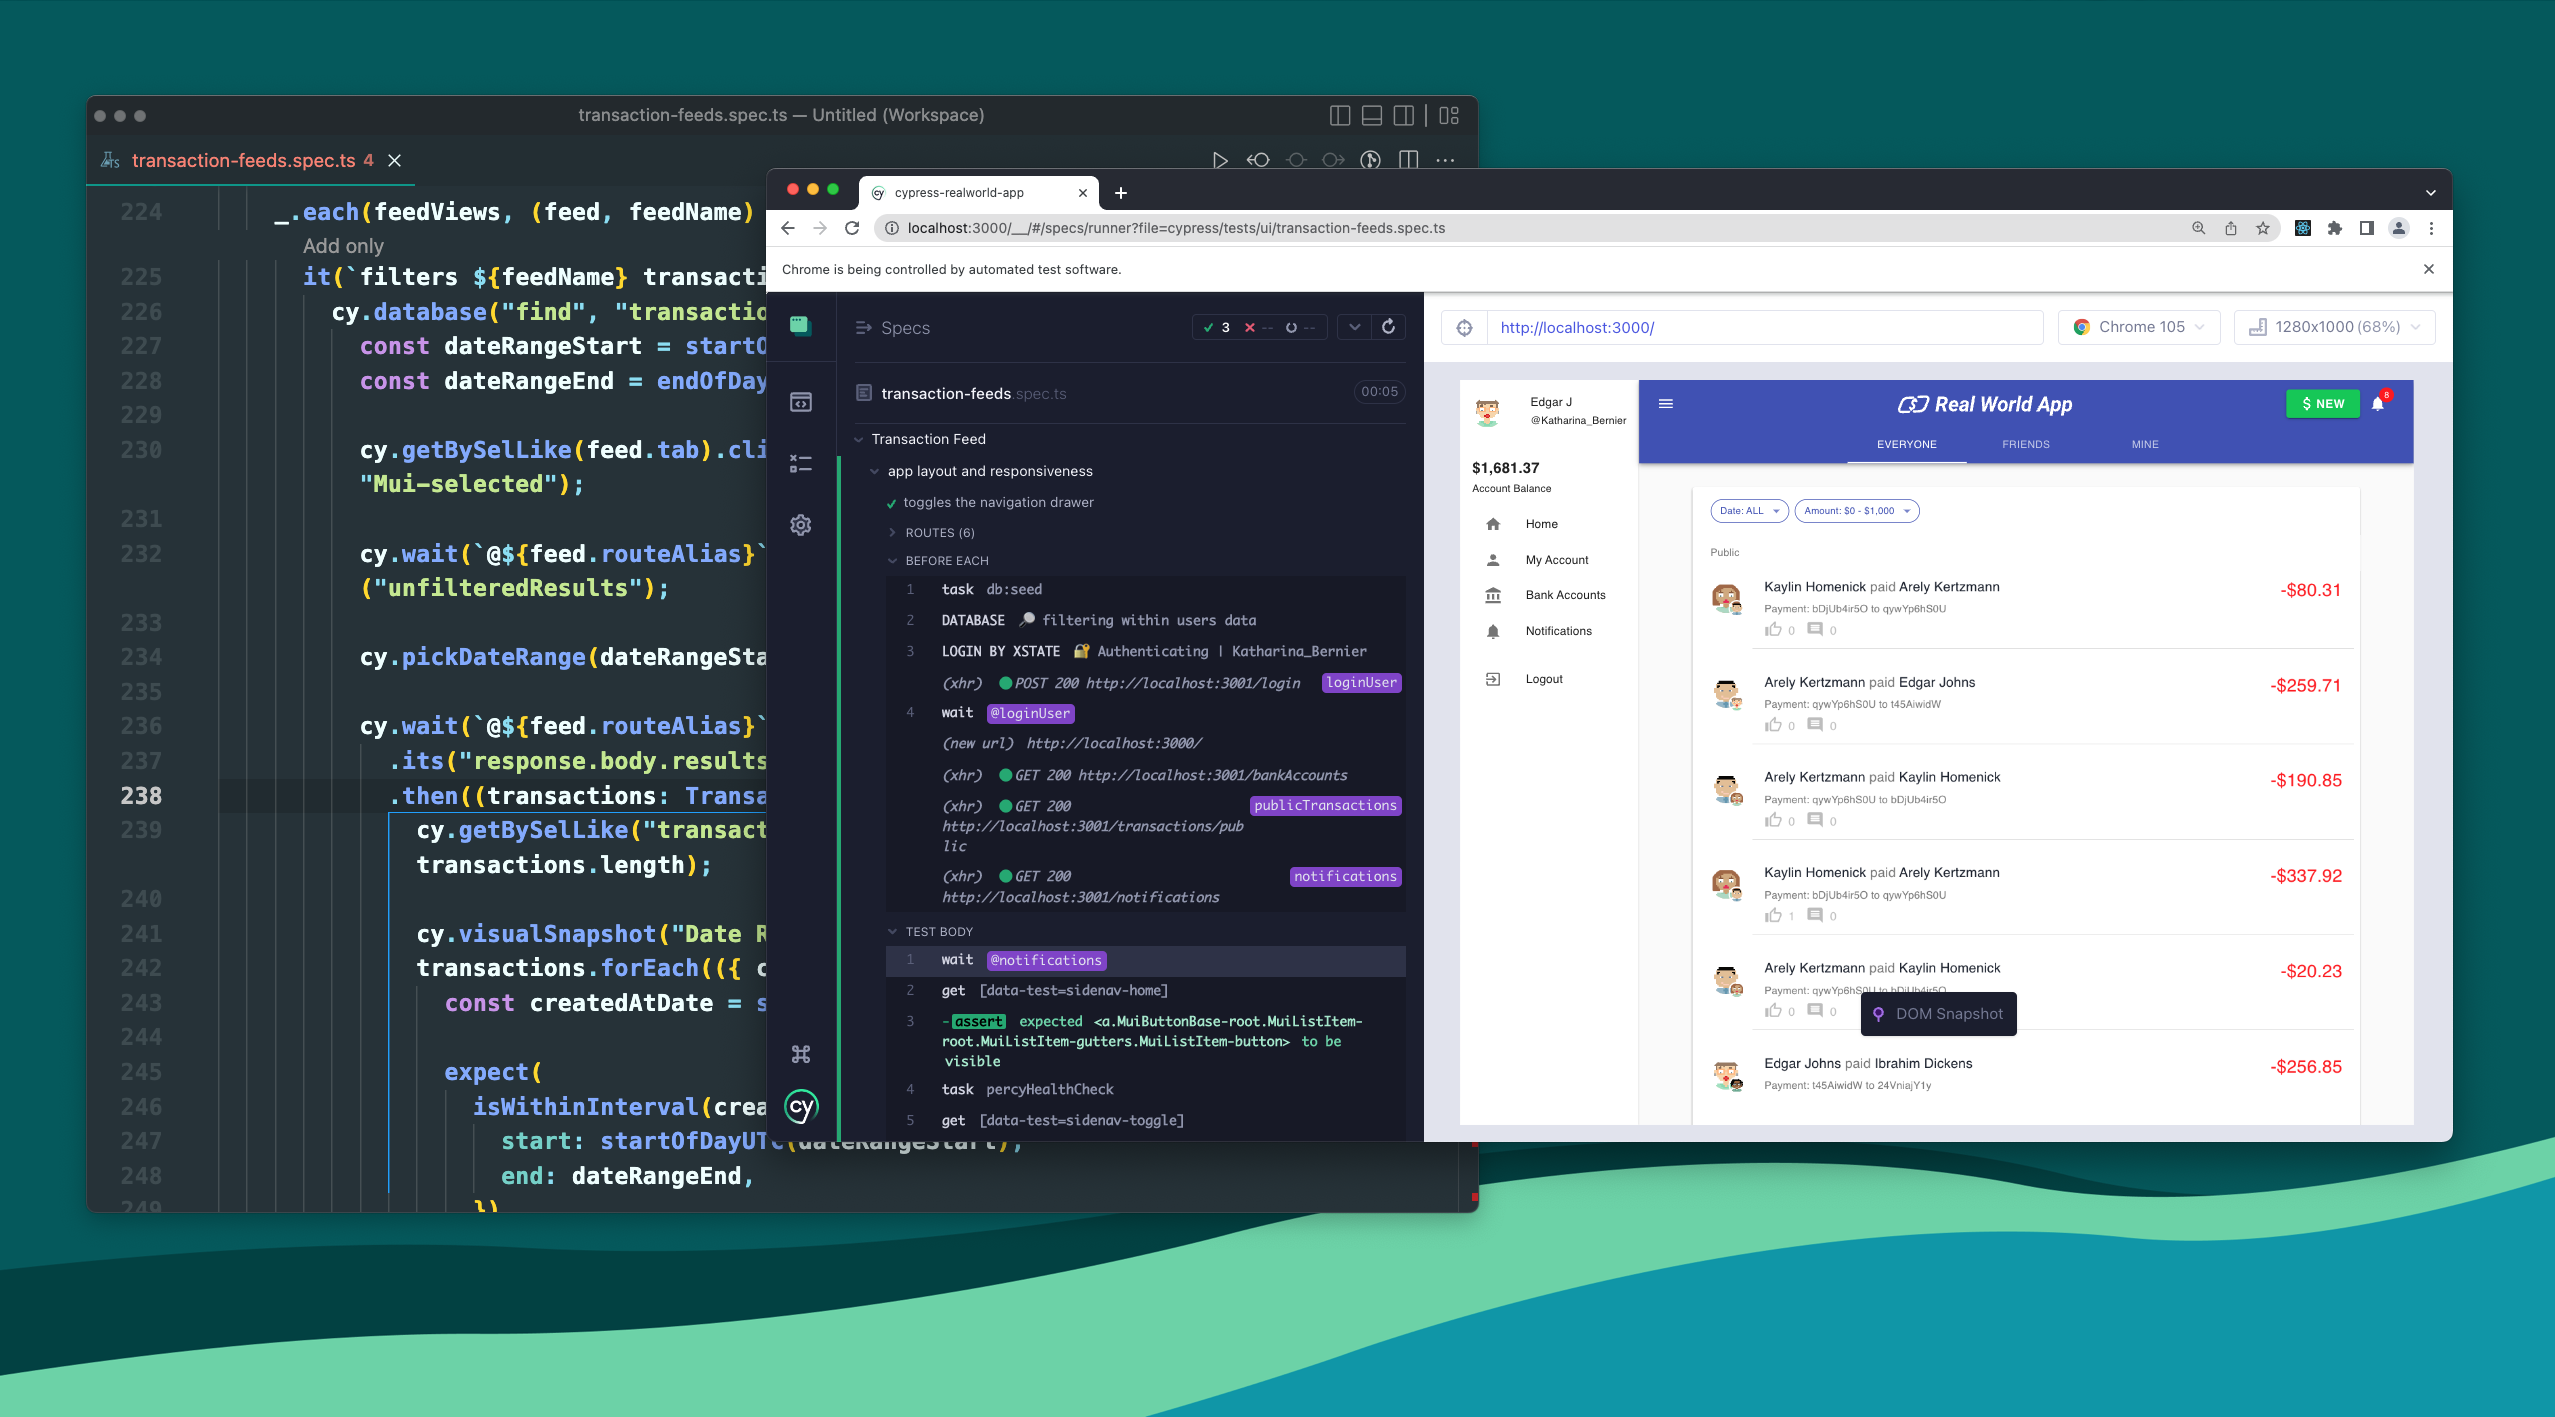 transaction-feeds.spec.ts — Untitled (Workspace)
TS transaction-feeds.spec.ts 4
224 _.each(feedViews, (feed, feedName)
Add only
225 it(`filters ${feedName} transacti
226 cy.database("find", "transactio
227 const dateRangeStart = startO
228 const dateRangeEnd = endOfDay
229
230 cy.getBySelLike(feed.tab).cli
"Mui-selected");
231
232 cy.wait(`@${feed.routeAlias}`
("unfilteredResults");
233
234 cy.pickDateRange(dateRangeSta
235
236 cy.wait(`@${feed.routeAlias}`
237 .its("response.body.results
238 .then((transactions: Transa
239 cy.getBySelLike("transact
transactions.length);
240
241 cy.visualSnapshot("Date R
242 transactions.forEach(({ c
243 const createdAtDate = s
244
245 expect(
246 isWithinInterval(crea
247 start: startOfDayUTC(dateRangeStart),
248 end: dateRangeEnd,
249 })
cy cypress-realworld-app
localhost:3000/__/#/specs/runner?file=cypress/tests/ui/transaction-feeds.spec.ts
Chrome is being controlled by automated test software.
Specs
3 -- --
transaction-feeds.spec.ts 00:05
Transaction Feed
app layout and responsiveness
toggles the navigation drawer
ROUTES (6)
BEFORE EACH
1 task db:seed
2 DATABASE 🔎 filtering within users data
3 LOGIN BY XSTATE 🔐 Authenticating | Katharina_Bernier
(xhr) POST 200 http://localhost:3001/login loginUser
4 wait @loginUser
(new url) http://localhost:3000/
(xhr) GET 200 http://localhost:3001/bankAccounts
(xhr) GET 200 publicTransactions
http://localhost:3001/transactions/pub
lic
(xhr) GET 200 notifications
http://localhost:3001/notifications
TEST BODY
1 wait @notifications
2 get [data-test=sidenav-home]
3 -assert expected <a.MuiButtonBase-root.MuiListItem-
root.MuiListItem-gutters.MuiListItem-button> to be
visible
4 task percyHealthCheck
5 get [data-test=sidenav-toggle]
cy
http://localhost:3000/
Chrome 105
1280x1000 (68%)
Edgar J
@Katharina_Bernier
$1,681.37
Account Balance
Home
My Account
Bank Accounts
Notifications
Logout
Real World App
$ NEW
8
EVERYONE FRIENDS MINE
Date: ALL Amount: $0 - $1,000
Public
Kaylin Homenick paid Arely Kertzmann -$80.31
Payment: bDjUb4ir5O to qywYp6hS0U
0 0
Arely Kertzmann paid Edgar Johns -$259.71
Payment: qywYp6hS0U to t45AiwidW
0 0
Arely Kertzmann paid Kaylin Homenick -$190.85
Payment: qywYp6hS0U to bDjUb4ir5O
0 0
Kaylin Homenick paid Arely Kertzmann -$337.92
Payment: bDjUb4ir5O to qywYp6hS0U
1 0
Arely Kertzmann paid Kaylin Homenick -$20.23
Payment: qywYp6hS0U to bDjUb4ir5O
0 0
DOM Snapshot
Edgar Johns paid Ibrahim Dickens -$256.85
Payment: t45AiwidW to 24VniajY1y